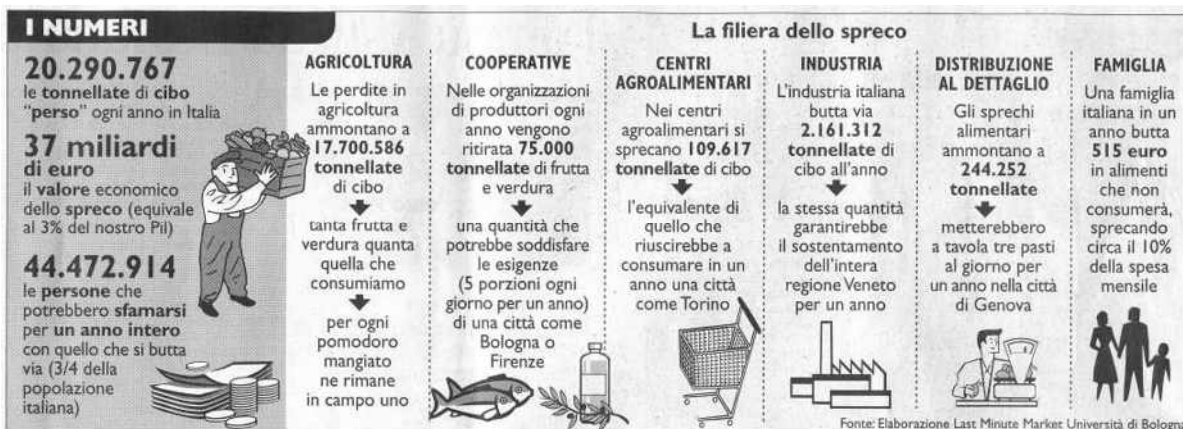 I NUMERI
20.290.767
le tonnellate di cibo
"perso" ogni anno in Italia
37 miliardi
di euro
il valore economico
dello spreco (equivale
al 3% del nostro Pil)
44.472.914
le persone che
potrebbero sfamarsi
per un anno intero
con quello che si butta
via (3/4 della
popolazione
italiana)
La filiera dello spreco
AGRICOLTURA
Le perdite in
agricoltura
ammontano a
17.700.586
tonnellate
di cibo
tanta frutta e
verdura quanta
quella che
consumiamo
per ogni
pomodoro
mangiato
ne rimane
in campo uno
COOPERATIVE
Nelle organizzazioni
di produttori ogni
anno vengono
ritirata 75.000
tonnellate di frutta
e verdura
una quantità che
potrebbe soddisfare
le esigenze
(5 porzioni ogni
giorno per un anno)
di una città come
Bologna o
Firenze
CENTRI
AGROALIMENTARI
Nei centri
agroalimentari si
sprecano 109.617
tonnellate di cibo
l'equivalente di
quello che
riuscirebbe a
consumare in un
anno una città
come Torino
INDUSTRIA
L'industria italiana
butta via
2.161.312
tonnellate di
cibo all'anno
la stessa quantità
garantirebbe
il sostentamento
dell'intera
regione Veneto
per un anno
DISTRIBUZIONE
AL DETTAGLIO
Gli sprechi
alimentari
ammontano a
244.252
tonnellate
metterebbero
a tavola tre pasti
al giorno per
un anno nella città
di Genova
FAMIGLIA
Una famiglia
italiana in un
anno butta
515 euro
in alimenti
che non
consumerà,
sprecando
circa il 10%
della spesa
mensile
Fonte: Elaborazione Last Minute Market Università di Bologna